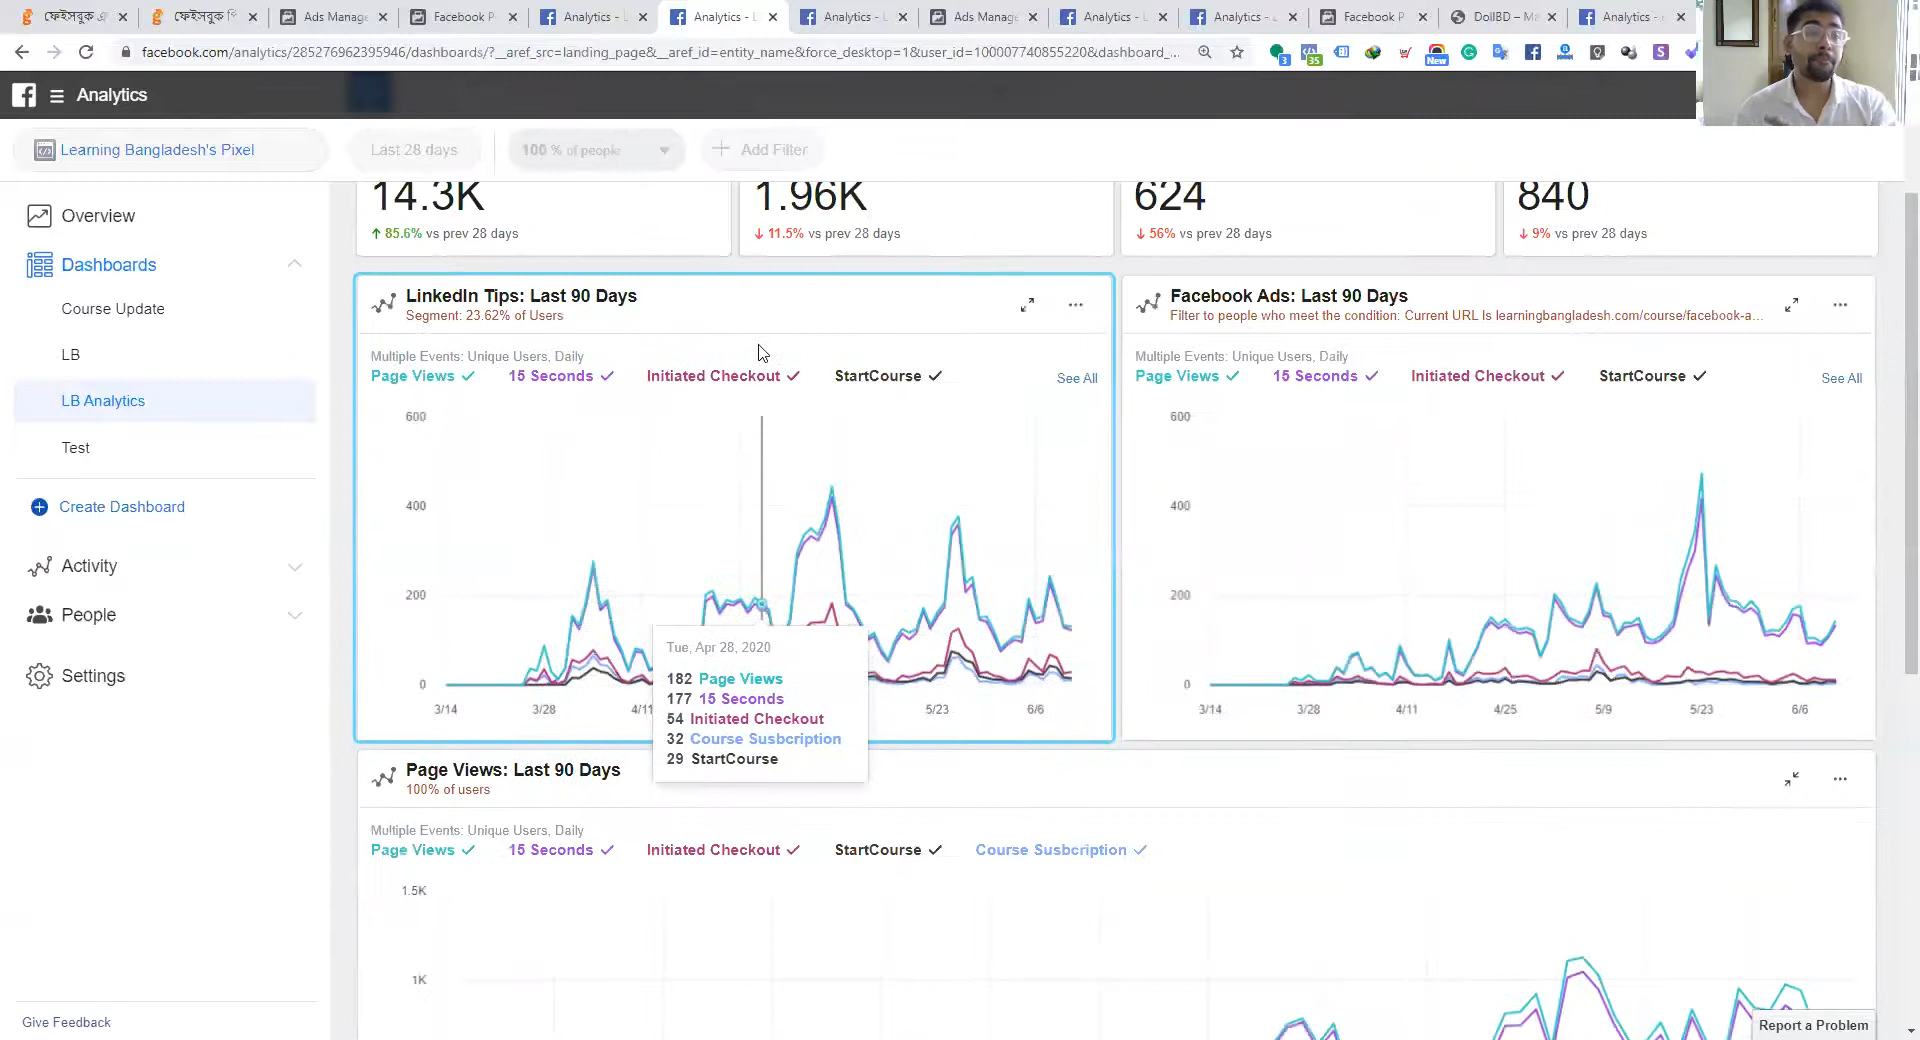 ফেইসবুক
ফেইসবুক
Ads Manage
Facebook P
Analytics -
Analytics -
Analytics -
Ads Manage
Analytics -
Analytics -
Facebook P
DollBD –
Analytics -
facebook.com/analytics/285276962395946/dashboards/?__aref_src=landing_page&__aref_id=entity_name&force_desktop=1&user_id=100007740855220&dashboard_...
3
35
New
Analytics
Learning Bangladesh's Pixel
Last 28 days
100 % of people
Add Filter
Overview
Dashboards
Course Update
LB
LB Analytics
Test
Create Dashboard
Activity
People
Settings
Give Feedback
14.3K
85.6% vs prev 28 days
1.96K
11.5% vs prev 28 days
624
56% vs prev 28 days
840
9% vs prev 28 days
LinkedIn Tips: Last 90 Days
Segment: 23.62% of Users
Multiple Events: Unique Users, Daily
Page Views 15 Seconds Initiated Checkout StartCourse See All
600
400
200
0
3/14 3/28 4/11 5/23 6/6
Tue, Apr 28, 2020
182 Page Views
177 15 Seconds
54 Initiated Checkout
32 Course Susbcription
29 StartCourse
Facebook Ads: Last 90 Days
Filter to people who meet the condition: Current URL Is learningbangladesh.com/course/facebook-a...
Multiple Events: Unique Users, Daily
Page Views 15 Seconds Initiated Checkout StartCourse See All
600
400
200
0
3/14 3/28 4/11 4/25 5/9 5/23 6/6
Page Views: Last 90 Days
100% of users
Multiple Events: Unique Users, Daily
Page Views 15 Seconds Initiated Checkout StartCourse Course Susbcription
1.5K
1K
Report a Problem